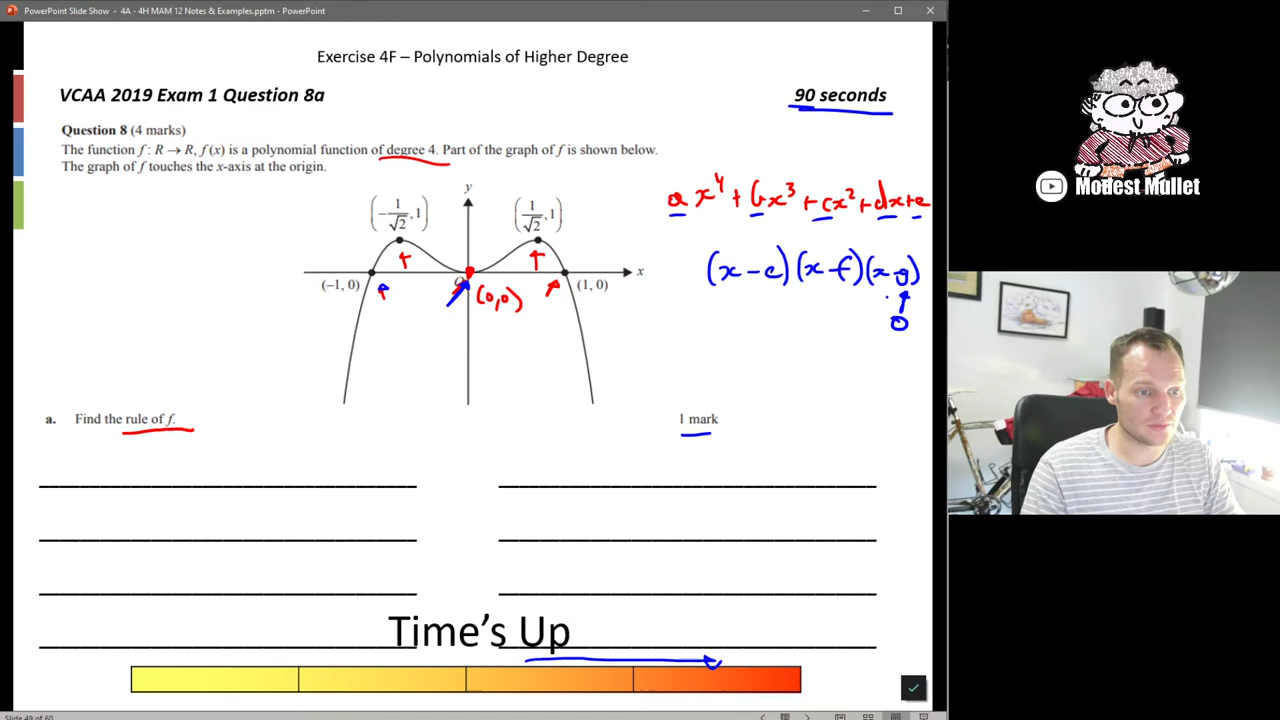 PowerPoint Slide Show - 4A - 4H MAM 12 Notes & Examples.pptm - PowerPoint
Exercise 4F – Polynomials of Higher Degree
VCAA 2019 Exam 1 Question 8a
90 seconds
Question 8 (4 marks)
The function f : R → R, f(x) is a polynomial function of degree 4. Part of the graph of f is shown below.
The graph of f touches the x-axis at the origin.
ax⁴ + bx³ + cx² + dx + e
(x – e)(x – f)(x – g)
0
y
(–1/√2, 1)
(1/√2, 1)
x
(–1, 0)
(0,0)
(1, 0)
a. Find the rule of f.
1 mark
Time's Up
Modest Mullet
Slide 49 of 60